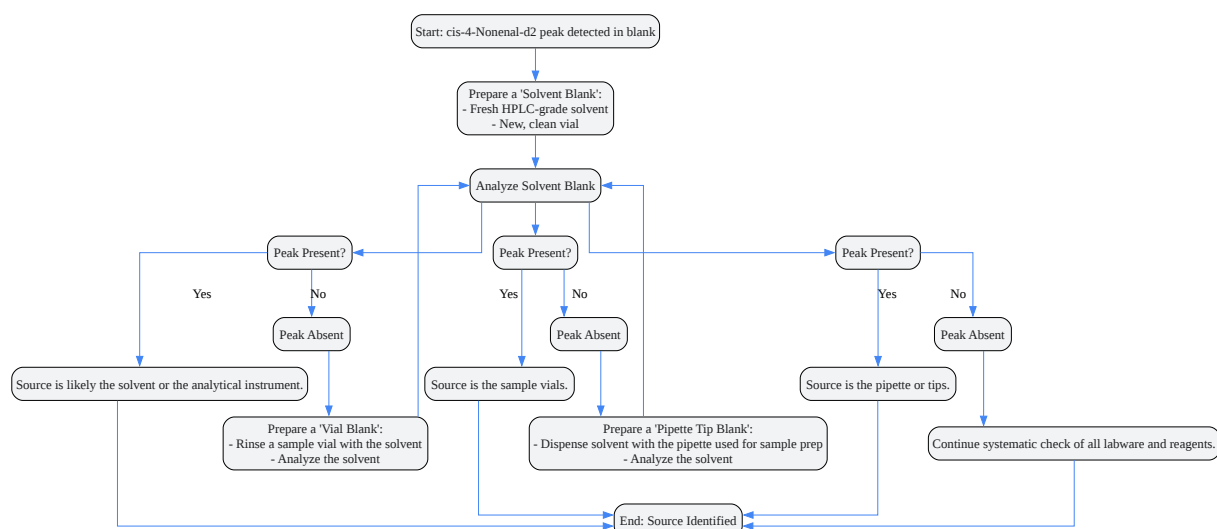 Start: cis-4-Nonenal-d2 peak detected in blank
Prepare a 'Solvent Blank':
- Fresh HPLC-grade solvent
- New, clean vial
Analyze Solvent Blank
Peak Present?
Peak Present?
Peak Present?
Yes
No
Yes
No
Yes
No
Peak Absent
Peak Absent
Peak Absent
Source is likely the solvent or the analytical instrument.
Source is the sample vials.
Source is the pipette or tips.
Prepare a 'Vial Blank':
- Rinse a sample vial with the solvent
- Analyze the solvent
Prepare a 'Pipette Tip Blank':
- Dispense solvent with the pipette used for sample prep
- Analyze the solvent
Continue systematic check of all labware and reagents.
End: Source Identified